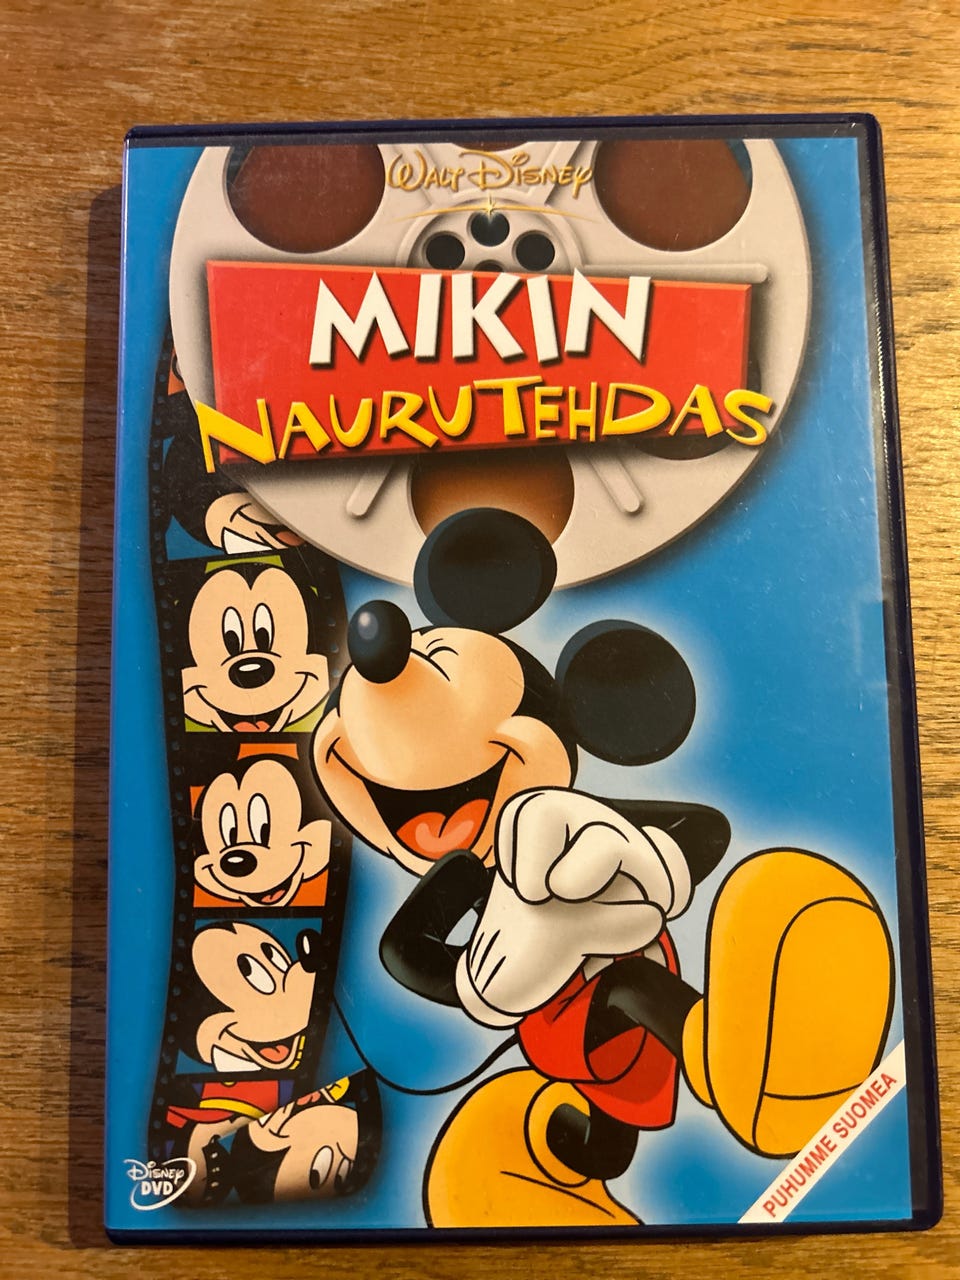 WALT DISNEY
MIKIN
NAURUTEHDAS
DISNEY
DVD
PUHUMME SUOMEA